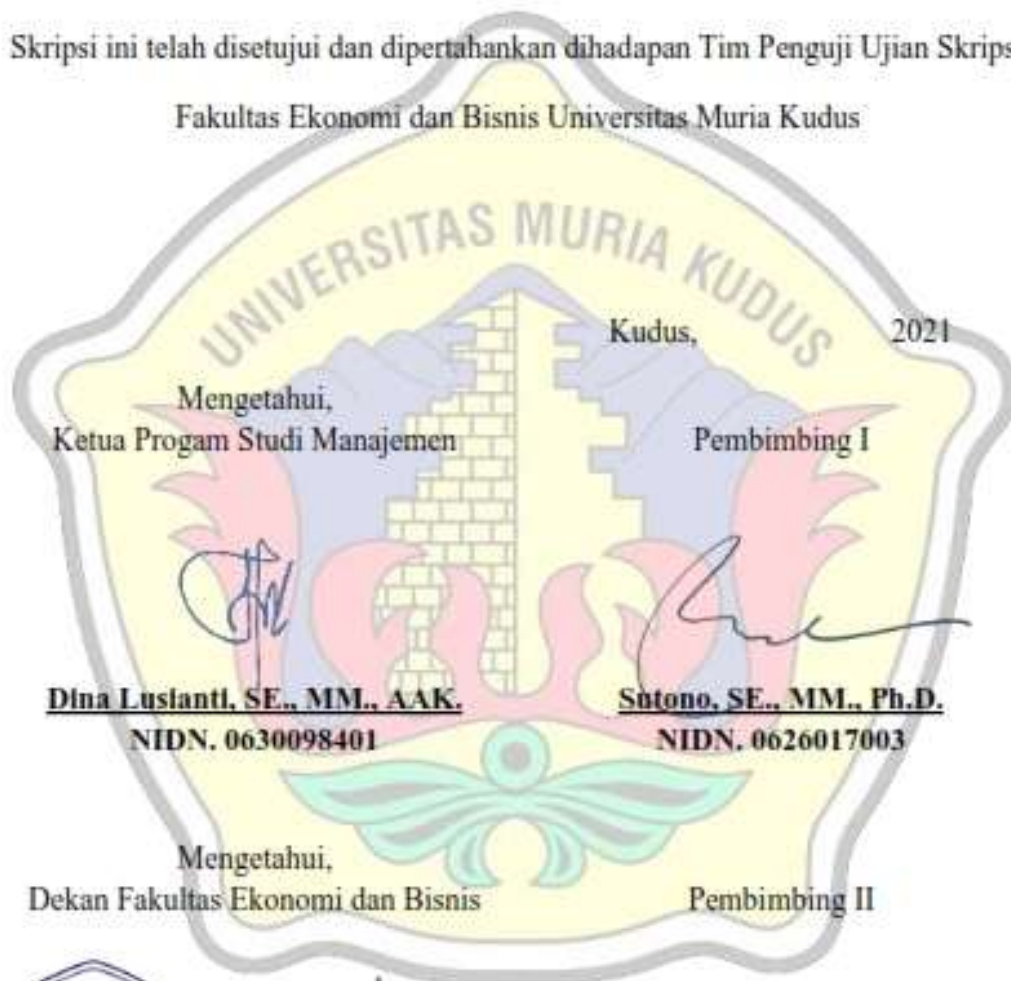 Skripsi ini telah disetujui dan dipertahankan dihadapan Tim Penguji Ujian Skrips
Fakultas Ekonomi dan Bisnis Universitas Muria Kudus
UNIVERSITAS MURIA KUDUS
Kudus, 2021
Mengetahui,
Ketua Progam Studi Manajemen Pembimbing I
Dina Lusianti, SE., MM., AAK. Sutono, SE., MM., Ph.D.
NIDN. 0630098401 NIDN. 0626017003
Mengetahui,
Dekan Fakultas Ekonomi dan Bisnis Pembimbing II